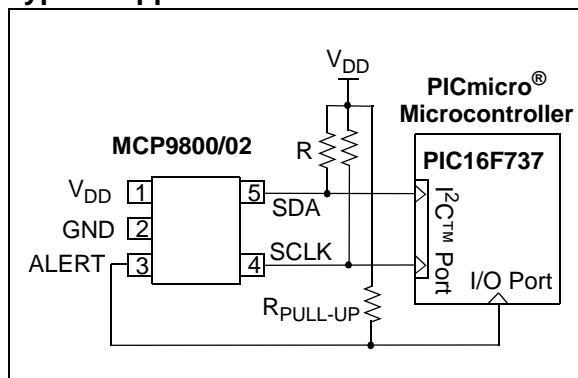 V_DD
PICmicro®
Microcontroller
MCP9800/02
R
PIC16F737
V_DD 1
5
SDA
GND 2
I²C™ Port
ALERT 3
4
SCLK
I/O Port
R_PULL-UP